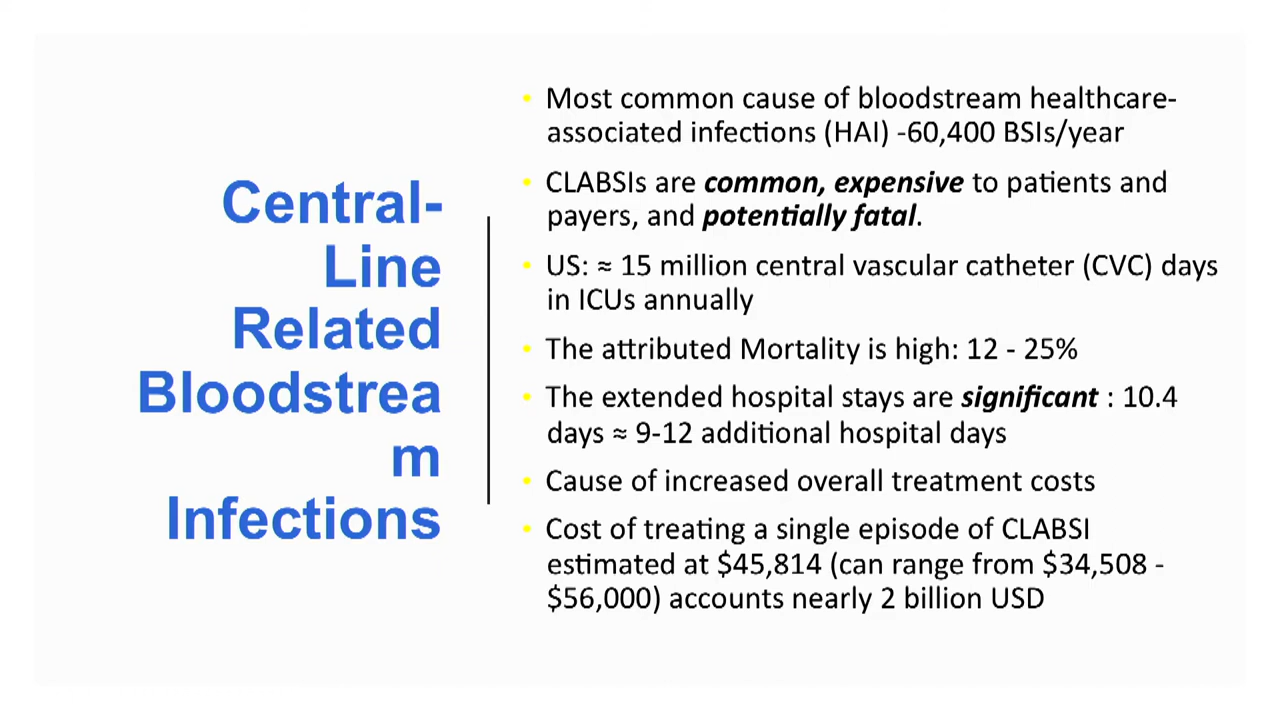 Central-
Line
Related
Bloodstrea
m
Infections
• Most common cause of bloodstream healthcare-
associated infections (HAI) -60,400 BSIs/year
• CLABSIs are common, expensive to patients and
payers, and potentially fatal.
• US: ≈ 15 million central vascular catheter (CVC) days
in ICUs annually
• The attributed Mortality is high: 12 - 25%
• The extended hospital stays are significant : 10.4
days ≈ 9-12 additional hospital days
• Cause of increased overall treatment costs
• Cost of treating a single episode of CLABSI
estimated at $45,814 (can range from $34,508 -
$56,000) accounts nearly 2 billion USD